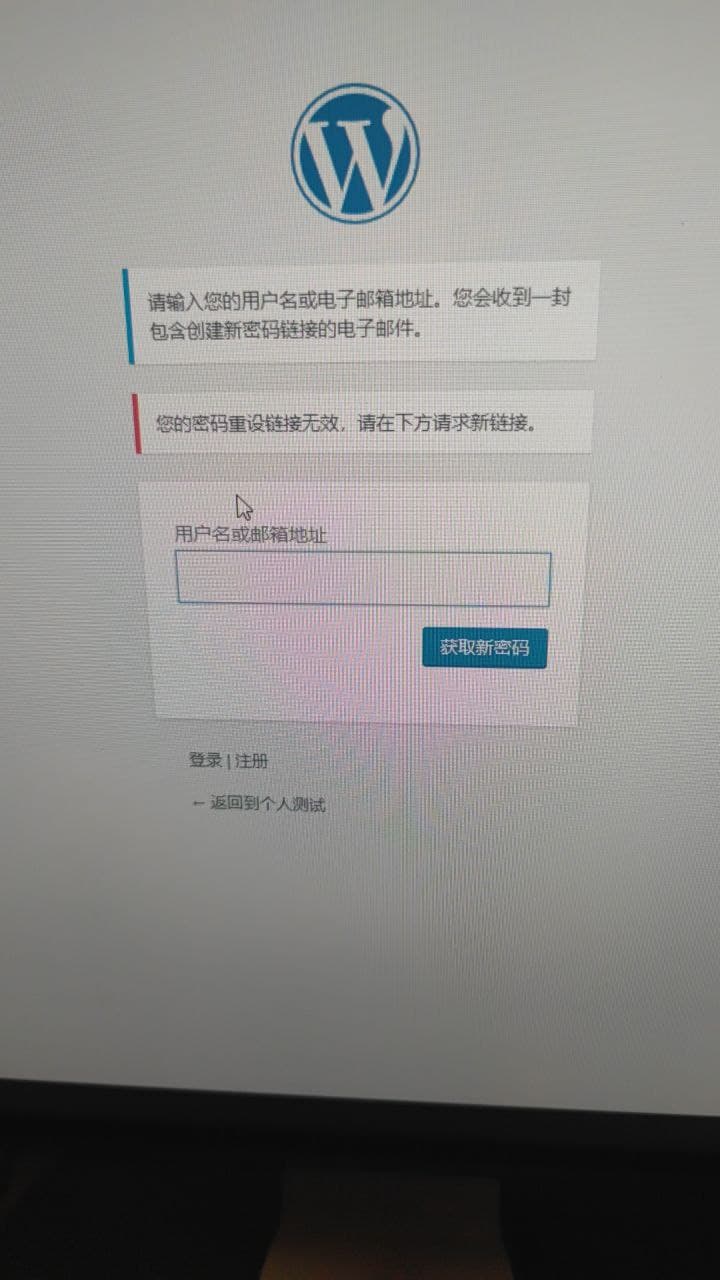 请输入您的用户名或电子邮箱地址。您会收到一封
包含创建新密码链接的电子邮件。
您的密码重设链接无效，请在下方请求新链接。
用户名或邮箱地址
获取新密码
登录 | 注册
← 返回到个人测试